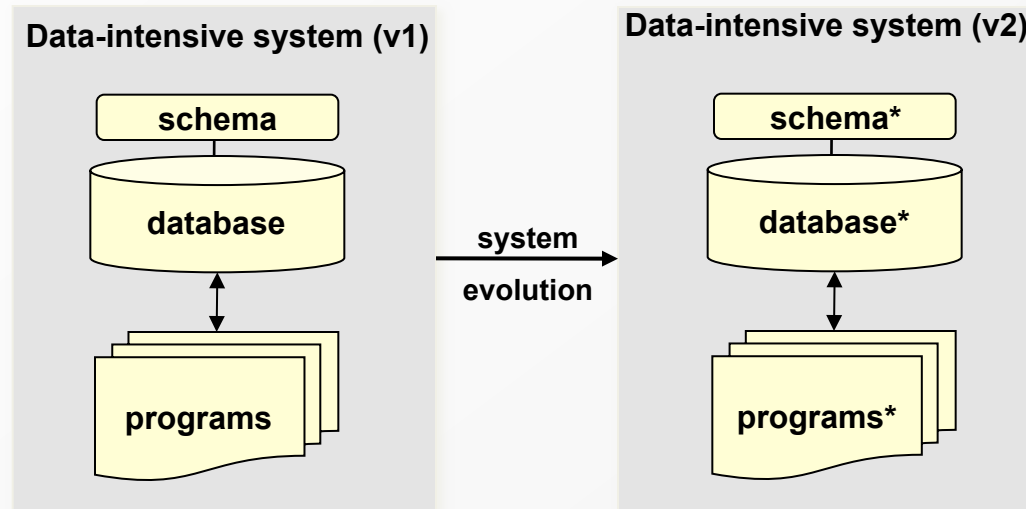 Data-intensive system (v1)
schema
database
programs
system
evolution
Data-intensive system (v2)
schema*
database*
programs*